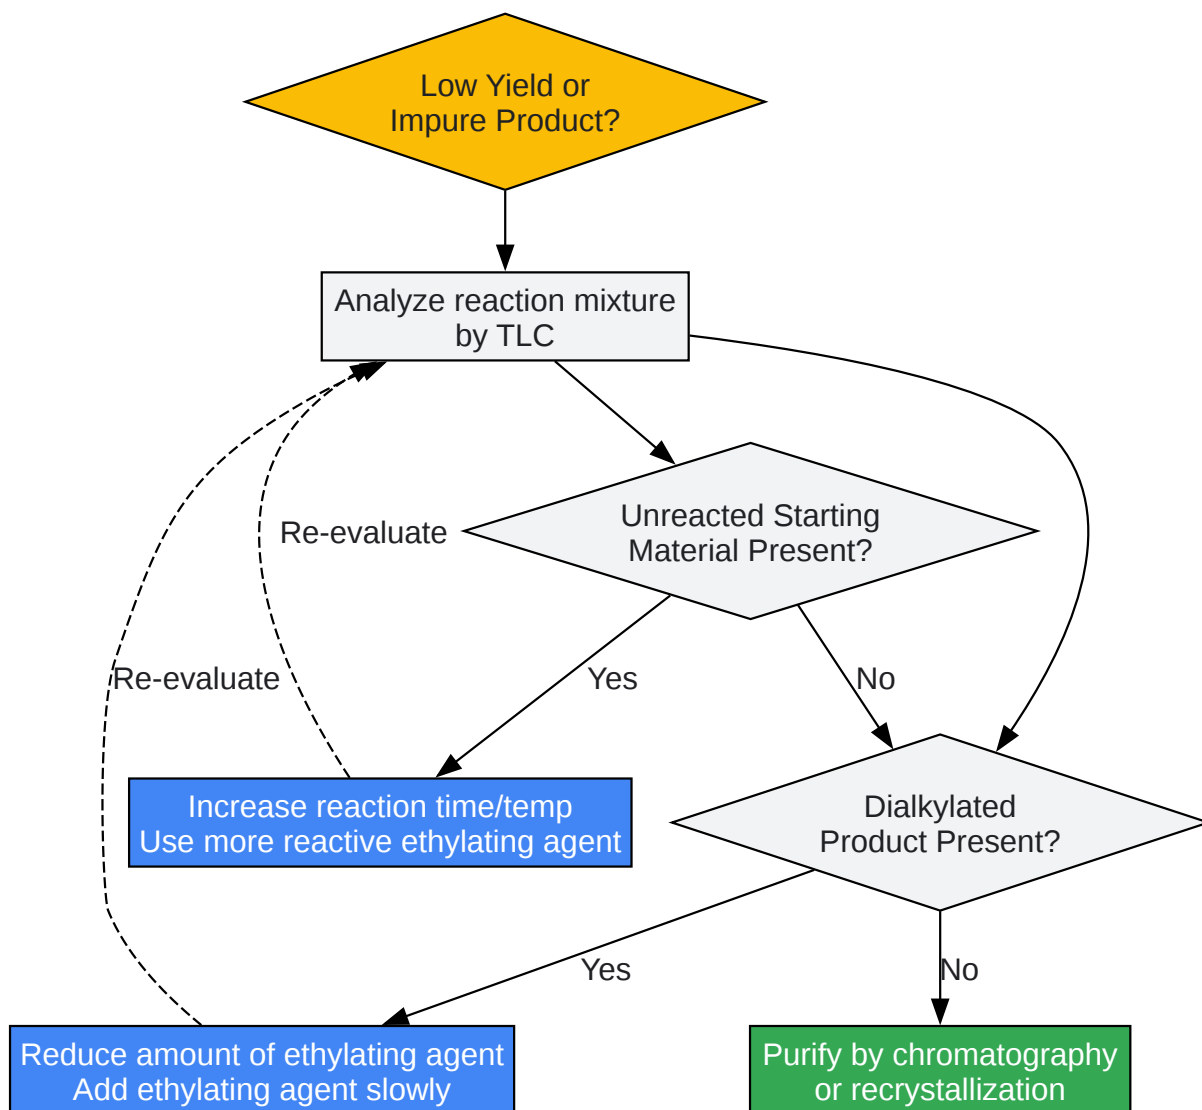 Low Yield or
Impure Product?
Analyze reaction mixture
by TLC
Unreacted Starting
Material Present?
Re-evaluate
Re-evaluate
Yes
No
Increase reaction time/temp
Use more reactive ethylating agent
Dialkylated
Product Present?
Yes
No
Reduce amount of ethylating agent
Add ethylating agent slowly
Purify by chromatography
or recrystallization